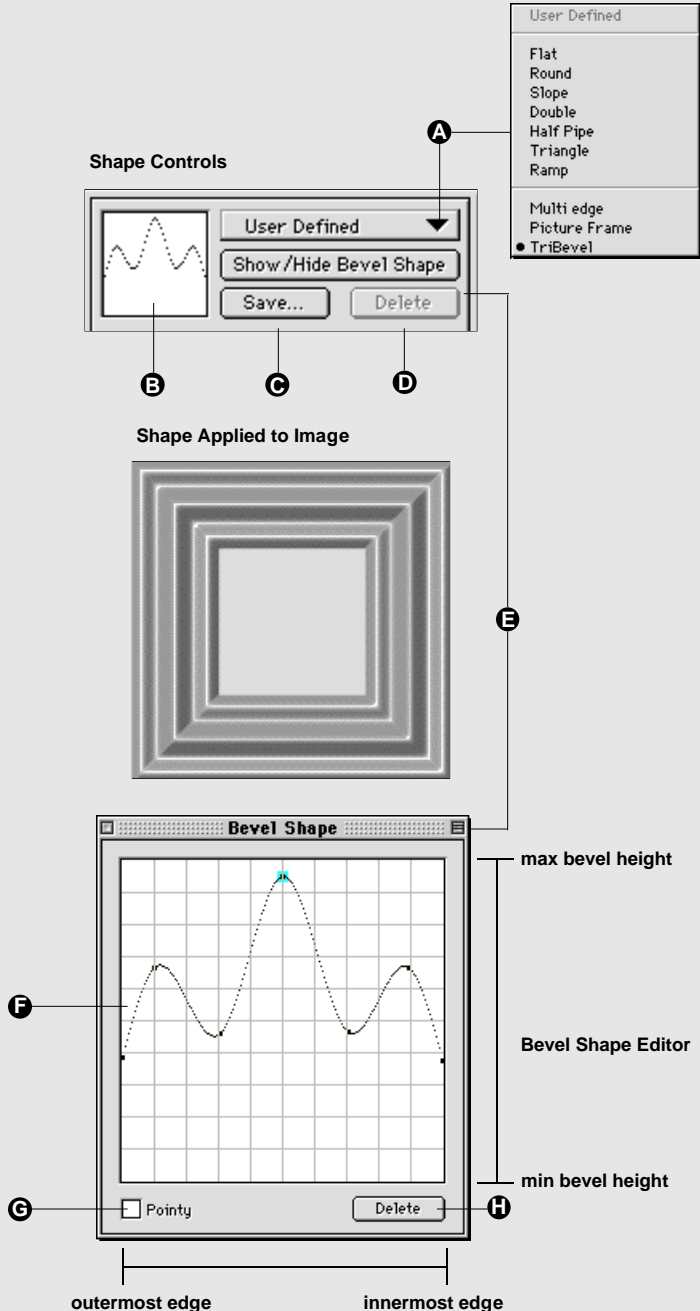 User Defined
Flat
Round
Slope
Double
Half Pipe
Triangle
Ramp
Multi edge
Picture Frame
TriBevel
A
Shape Controls
User Defined
Show/Hide Bevel Shape
Save...
Delete
B
C
D
Shape Applied to Image
E
Bevel Shape
max bevel height
F
Bevel Shape Editor
min bevel height
G
Pointy
Delete
H
outermost edge
innermost edge